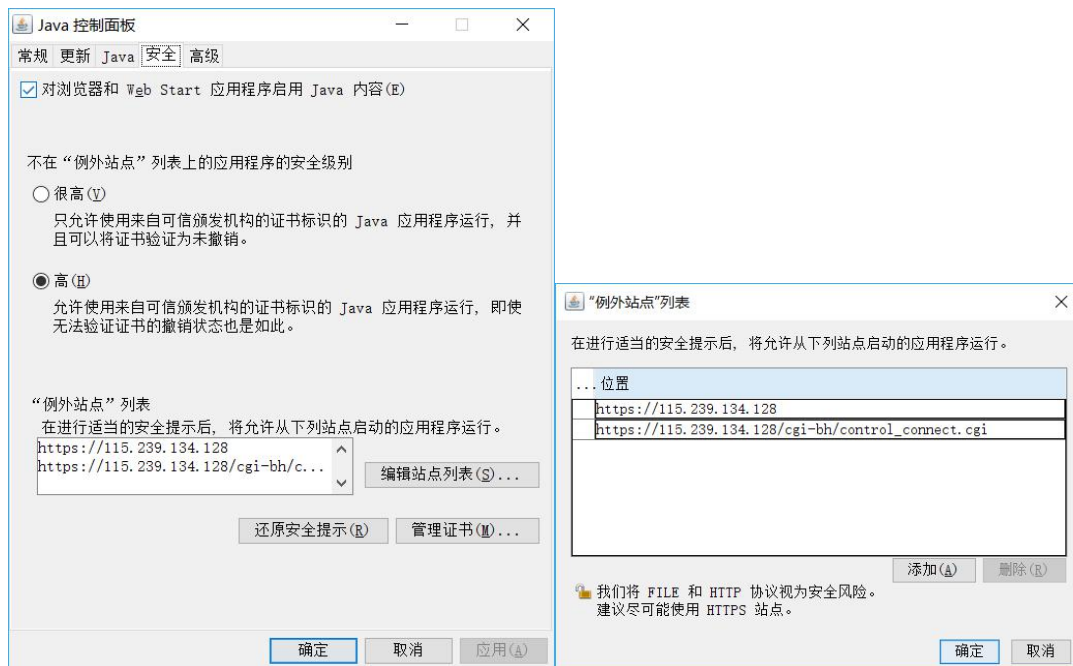 Java 控制面板
常规 更新 Java 安全 高级
对浏览器和 Web Start 应用程序启用 Java 内容(E)
不在“例外站点”列表上的应用程序的安全级别
很高(V)
只允许使用来自可信颁发机构的证书标识的 Java 应用程序运行, 并
且可以将证书验证为未撤销。
高(H)
允许使用来自可信颁发机构的证书标识的 Java 应用程序运行, 即使
无法验证证书的撤销状态也是如此。
“例外站点”列表
在进行适当的安全提示后, 将允许从下列站点启动的应用程序运行。
https://115.239.134.128
https://115.239.134.128/cgi-bh/c...
编辑站点列表(S)...
还原安全提示(R) 管理证书(M)...
确定 取消 应用(A)
“例外站点”列表
在进行适当的安全提示后, 将允许从下列站点启动的应用程序运行。
... 位置
https://115.239.134.128
https://115.239.134.128/cgi-bh/control_connect.cgi
添加(A) 删除(R)
我们将 FILE 和 HTTP 协议视为安全风险。
建议尽可能使用 HTTPS 站点。
确定 取消